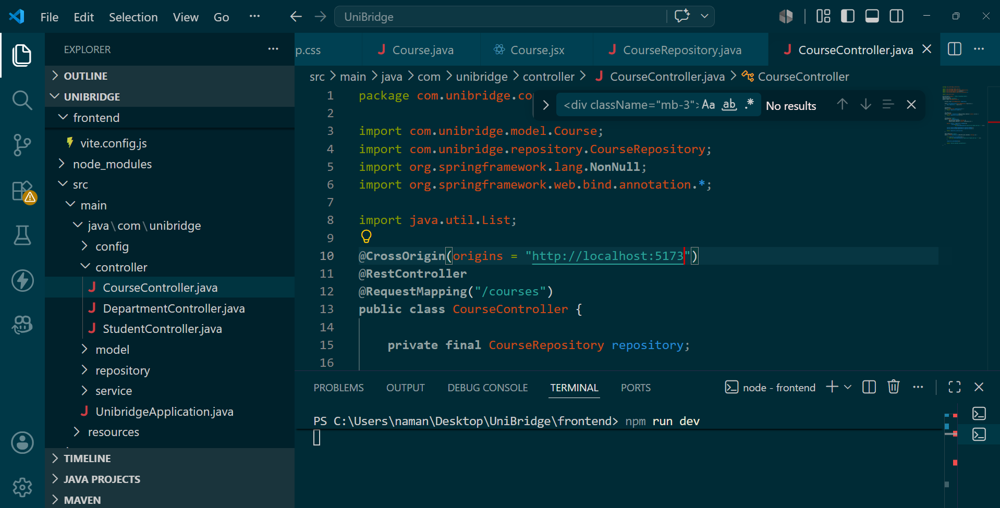 File Edit Selection View Go ··· UniBridge
EXPLORER ···
OUTLINE
UNIBRIDGE
frontend
vite.config.js
node_modules
src
main
java\com\unibridge
config
controller
CourseController.java
DepartmentController.java
StudentController.java
model
repository
service
UnibridgeApplication.java
resources
TIMELINE
JAVA PROJECTS
MAVEN
p.css Course.java Course.jsx CourseRepository.java CourseController.java
src > main > java > com > unibridge > controller > CourseController.java > CourseController
<div className="mb-3"> Aa ab .* No results
1 package com.unibridge.co
2
3 import com.unibridge.model.Course;
4 import com.unibridge.repository.CourseRepository;
5 import org.springframework.lang.NonNull;
6 import org.springframework.web.bind.annotation.*;
7
8 import java.util.List;
9
10 @CrossOrigin(origins = "http://localhost:5173")
11 @RestController
12 @RequestMapping("/courses")
13 public class CourseController {
14
15 private final CourseRepository repository;
16
PROBLEMS OUTPUT DEBUG CONSOLE TERMINAL PORTS node - frontend
PS C:\Users\naman\Desktop\UniBridge\frontend> npm run dev